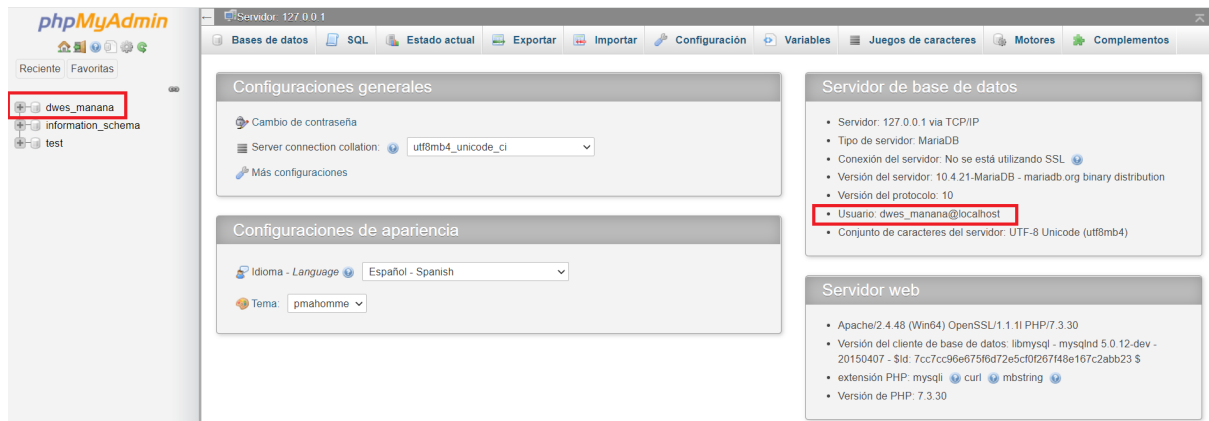 phpMyAdmin
Reciente Favoritas
dwes_manana
information_schema
test
Servidor: 127.0.0.1
Bases de datos SQL Estado actual Exportar Importar Configuración Variables Juegos de caracteres Motores Complementos
Configuraciones generales
Cambio de contraseña
Server connection collation: utf8mb4_unicode_ci
Más configuraciones
Configuraciones de apariencia
Idioma - Language Español - Spanish
Tema: pmahomme
Servidor de base de datos
• Servidor: 127.0.0.1 via TCP/IP
• Tipo de servidor: MariaDB
• Conexión del servidor: No se está utilizando SSL
• Versión del servidor: 10.4.21-MariaDB - mariadb.org binary distribution
• Versión del protocolo: 10
• Usuario: dwes_manana@localhost
• Conjunto de caracteres del servidor: UTF-8 Unicode (utf8mb4)
Servidor web
• Apache/2.4.48 (Win64) OpenSSL/1.1.1l PHP/7.3.30
• Versión del cliente de base de datos: libmysql - mysqlnd 5.0.12-dev -
20150407 - $Id: 7cc7cc96e675f6d72e5cf0f267f48e167c2abb23 $
• extensión PHP: mysqli curl mbstring
• Versión de PHP: 7.3.30